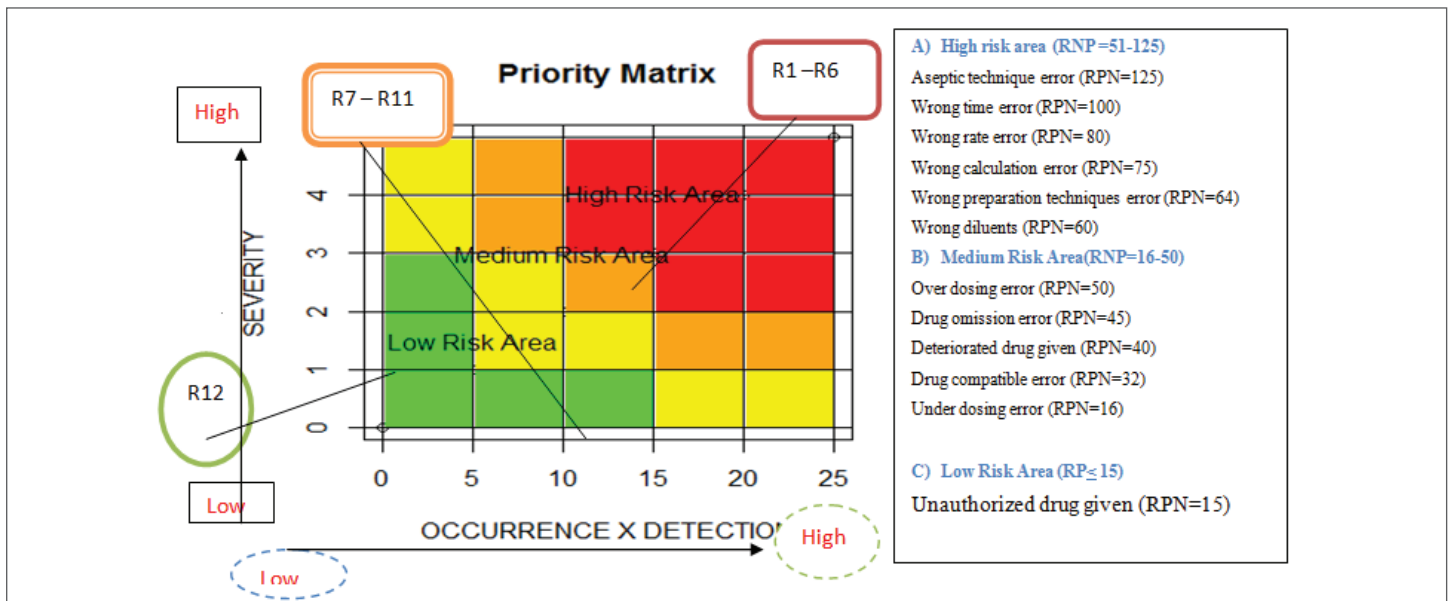 Priority Matrix
R1 –R6
R7 – R11
High
4
3
2
1
0
SEVERITY
High Risk Area
Medium Risk Area
Low Risk Area
R12
Low
0 5 10 15 20 25
OCCURRENCE X DETECTION
High
Low
A) High risk area (RNP =51-125)
Aseptic technique error (RPN=125)
Wrong time error (RPN=100)
Wrong rate error (RPN= 80)
Wrong calculation error (RPN=75)
Wrong preparation techniques error (RPN=64)
Wrong diluents (RPN=60)
B) Medium Risk Area(RNP=16-50)
Over dosing error (RPN=50)
Drug omission error (RPN=45)
Deteriorated drug given (RPN=40)
Drug compatible error (RPN=32)
Under dosing error (RPN=16)
C) Low Risk Area (RP≤ 15)
Unauthorized drug given (RPN=15)